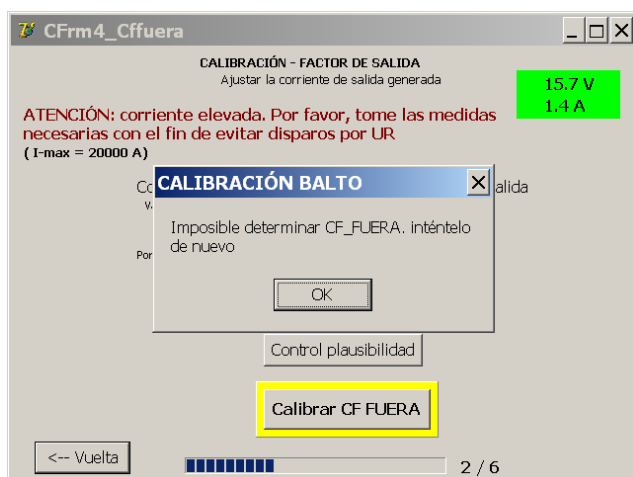 CFrm4_Cffuera
CALIBRACIÓN - FACTOR DE SALIDA
Ajustar la corriente de salida generada
15.7 V
1.4 A
ATENCIÓN: corriente elevada. Por favor, tome las medidas
necesarias con el fin de evitar disparos por UR
( I-max = 20000 A)
CALIBRACIÓN BALTO
alida
Imposible determinar CF_FUERA. inténtelo
de nuevo
Por
OK
Control plausibilidad
Calibrar CF FUERA
<-- Vuelta
2 / 6